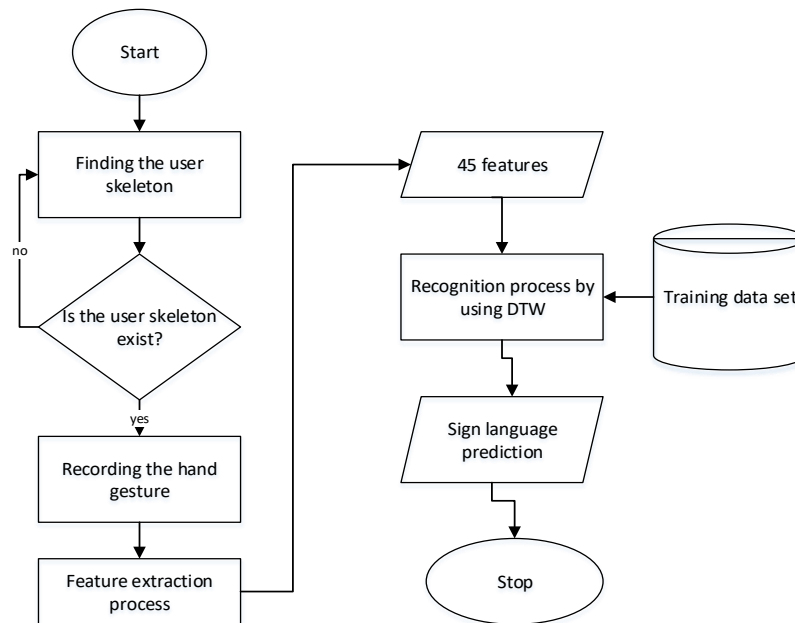 Start
Finding the user
skeleton
no
Is the user skeleton
exist?
yes
Recording the hand
gesture
Feature extraction
process
45 features
Recognition process by
using DTW
Training data set
Sign language
prediction
Stop